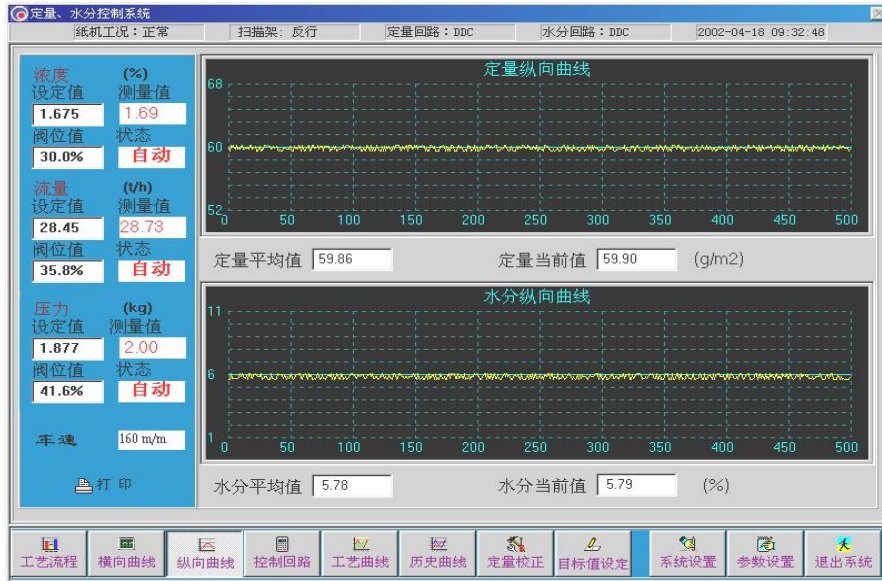 定量、水分控制系统
纸机工况：正常 扫描架: 反行 定量回路：DDC 水分回路：DDC 2002-04-18 09:32:48
浓度 (%)
设定值 测量值
1.675 1.69
阀位值 状态
30.0% 自动
流量 (t/h)
设定值 测量值
28.45 28.73
阀位值 状态
35.8% 自动
压力 (kg)
设定值 测量值
1.877 2.00
阀位值 状态
41.6% 自动
车速 160 m/m
打 印
定量纵向曲线
68
60
52
0 50 100 150 200 250 300 350 400 450 500
定量平均值 59.86 定量当前值 59.90 (g/m2)
水分纵向曲线
11
6
1
0 50 100 150 200 250 300 350 400 450 500
水分平均值 5.78 水分当前值 5.79 (%)
工艺流程 横向曲线 纵向曲线 控制回路 工艺曲线 历史曲线 定量校正 目标值设定 系统设置 参数设置 退出系统